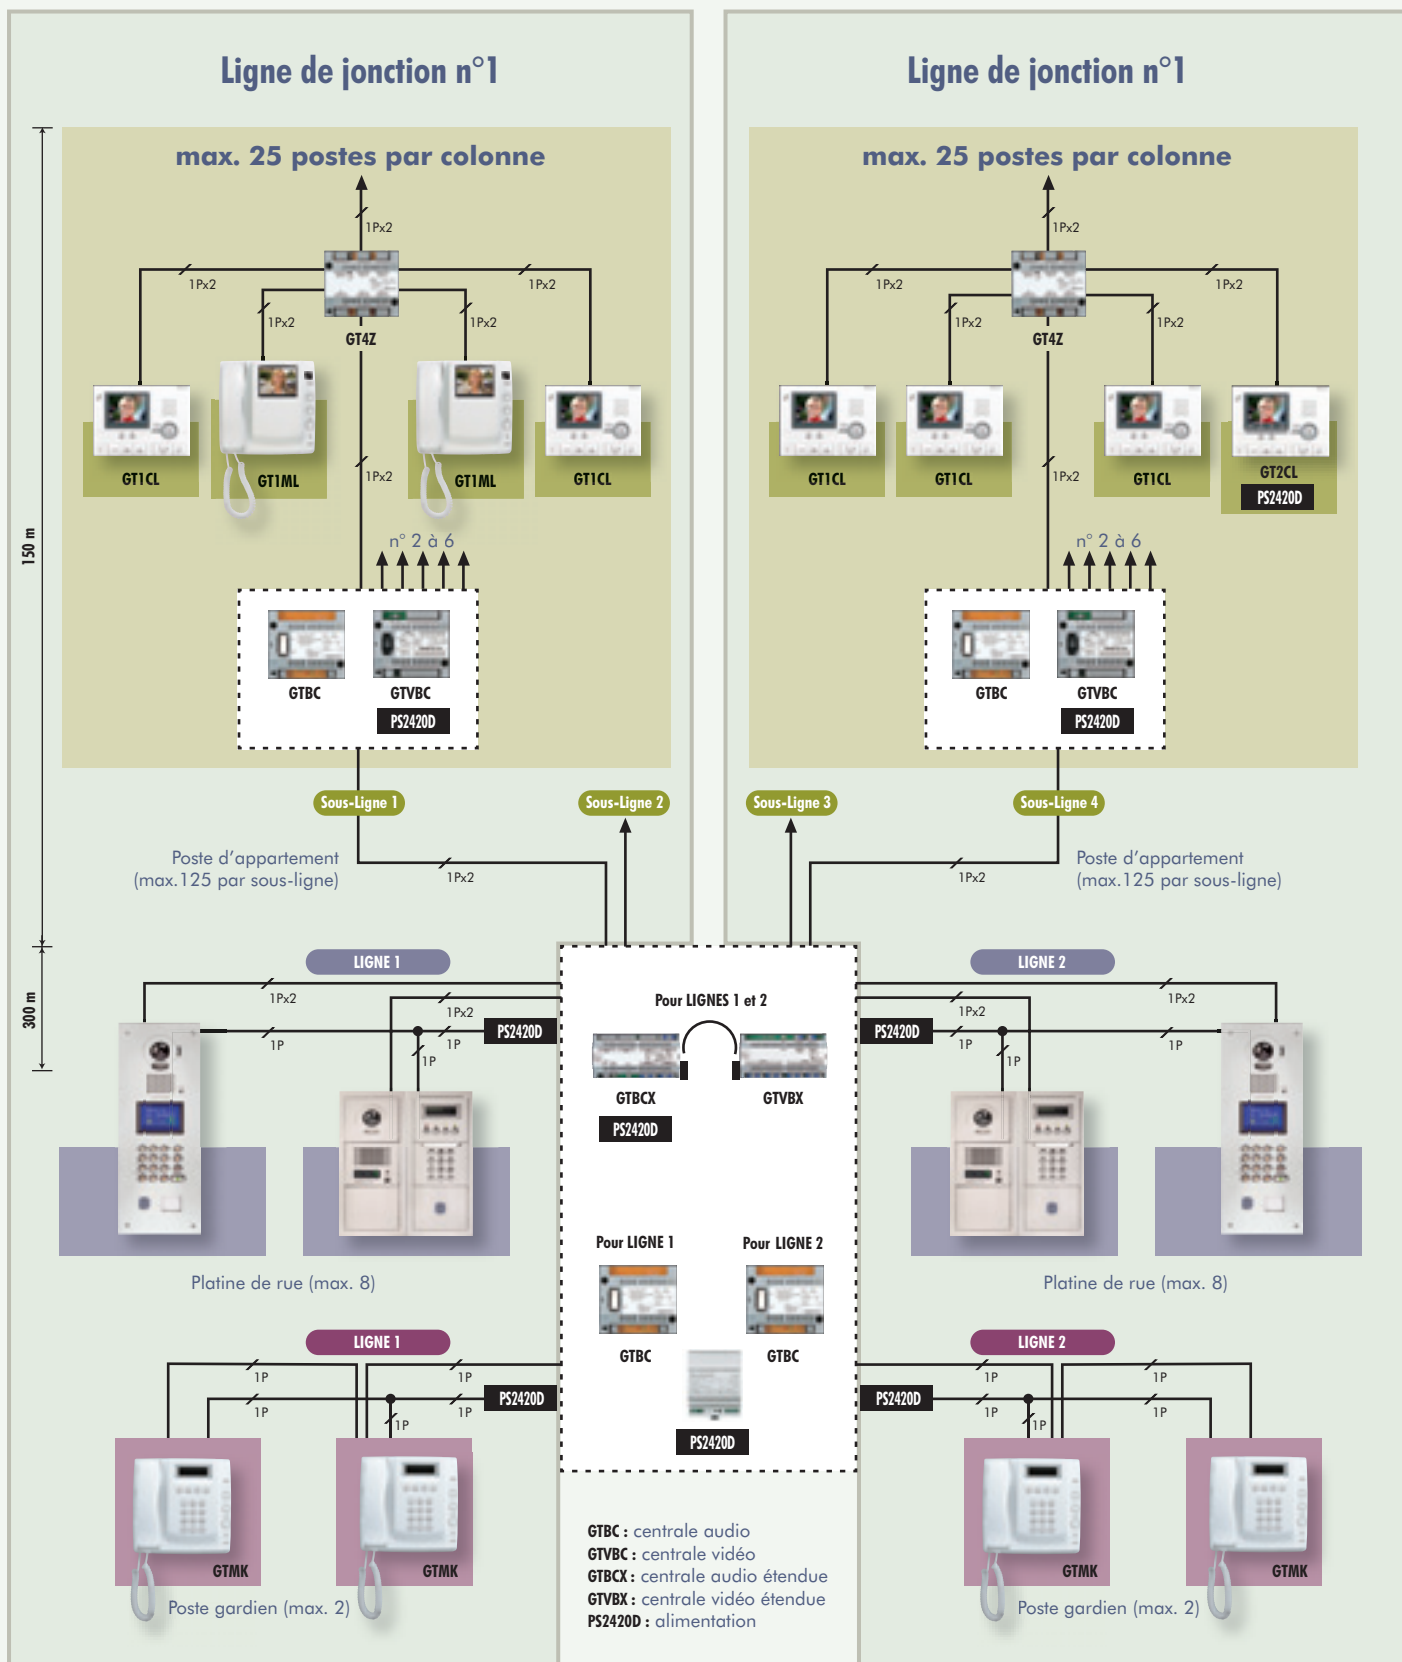 Ligne de jonction n°1
Ligne de jonction n°1
max. 25 postes par colonne
max. 25 postes par colonne
1Px2
1Px2
1Px2
1Px2
1Px2
1Px2
1Px2
1Px2
1Px2
1Px2
GT4Z
GT4Z
GT1CL
GT1ML
GT1ML
GT1CL
GT1CL
GT1CL
GT1CL
GT2CL
PS2420D
1Px2
1Px2
150 m
n° 2 à 6
n° 2 à 6
GTBC
GTVBC
PS2420D
GTBC
GTVBC
PS2420D
Sous-Ligne 1
Sous-Ligne 2
Sous-Ligne 3
Sous-Ligne 4
Poste d'appartement
(max.125 par sous-ligne)
1Px2
1Px2
Poste d'appartement
(max.125 par sous-ligne)
300 m
LIGNE 1
LIGNE 2
1Px2
1Px2
1P
1P
1P
PS2420D
Pour LIGNES 1 et 2
GTBCX
PS2420D
GTVBX
PS2420D
1Px2
1Px2
1P
1P
1P
Platine de rue (max. 8)
Platine de rue (max. 8)
Pour LIGNE 1
Pour LIGNE 2
GTBC
GTBC
PS2420D
LIGNE 1
LIGNE 2
1P
1P
1P
1P
1P
PS2420D
PS2420D
1P
1P
1P
1P
1P
GTMK
GTMK
GTMK
GTMK
Poste gardien (max. 2)
Poste gardien (max. 2)
GTBC : centrale audio
GTVBC : centrale vidéo
GTBCX : centrale audio étendue
GTVBX : centrale vidéo étendue
PS2420D : alimentation